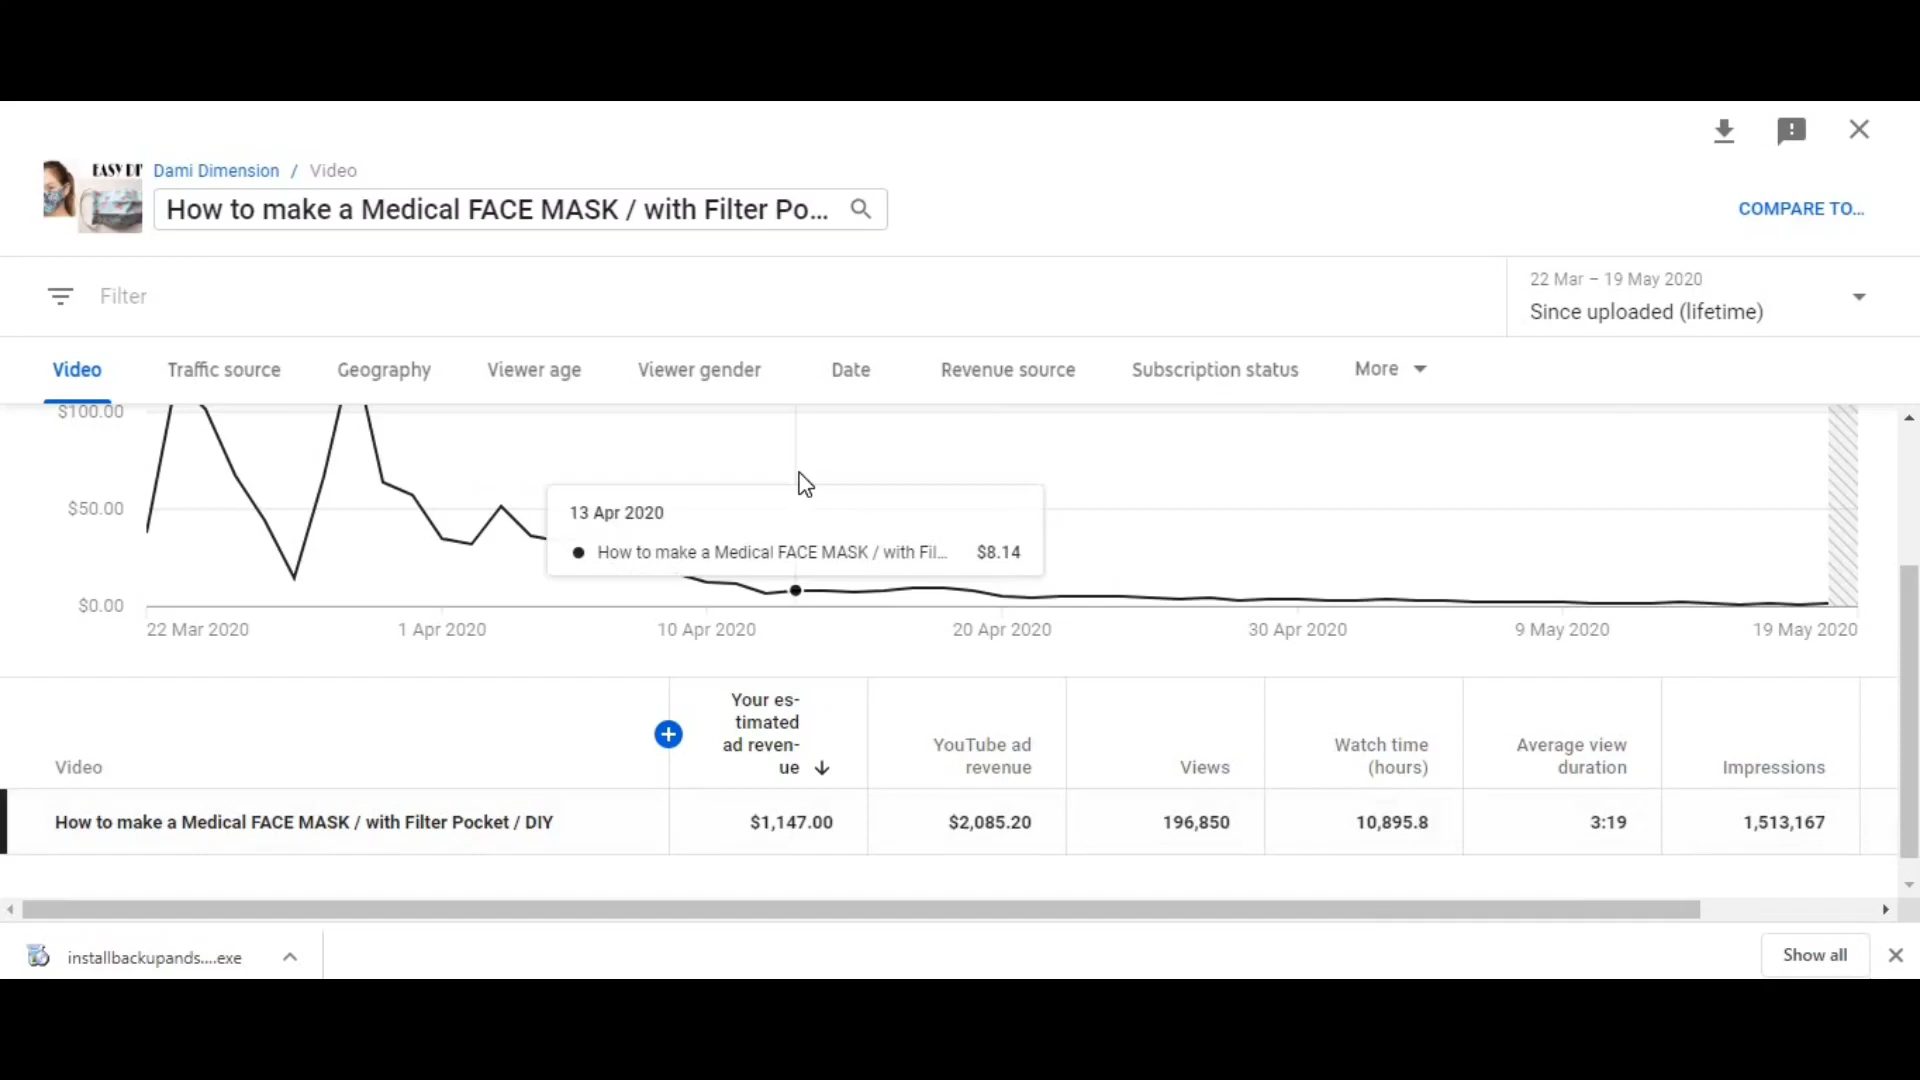 EASY DI
Dami Dimension / Video
How to make a Medical FACE MASK / with Filter Po...
COMPARE TO...
Filter
22 Mar – 19 May 2020
Since uploaded (lifetime)
Video Traffic source Geography Viewer age Viewer gender Date Revenue source Subscription status More
$100.00
$50.00
13 Apr 2020
How to make a Medical FACE MASK / with Fil... $8.14
$0.00
22 Mar 2020 1 Apr 2020 10 Apr 2020 20 Apr 2020 30 Apr 2020 9 May 2020 19 May 2020
Your es-
timated
ad reven-
ue
YouTube ad
revenue
Views
Watch time
(hours)
Average view
duration
Impressions
Video
How to make a Medical FACE MASK / with Filter Pocket / DIY $1,147.00 $2,085.20 196,850 10,895.8 3:19 1,513,167
installbackupands....exe
Show all